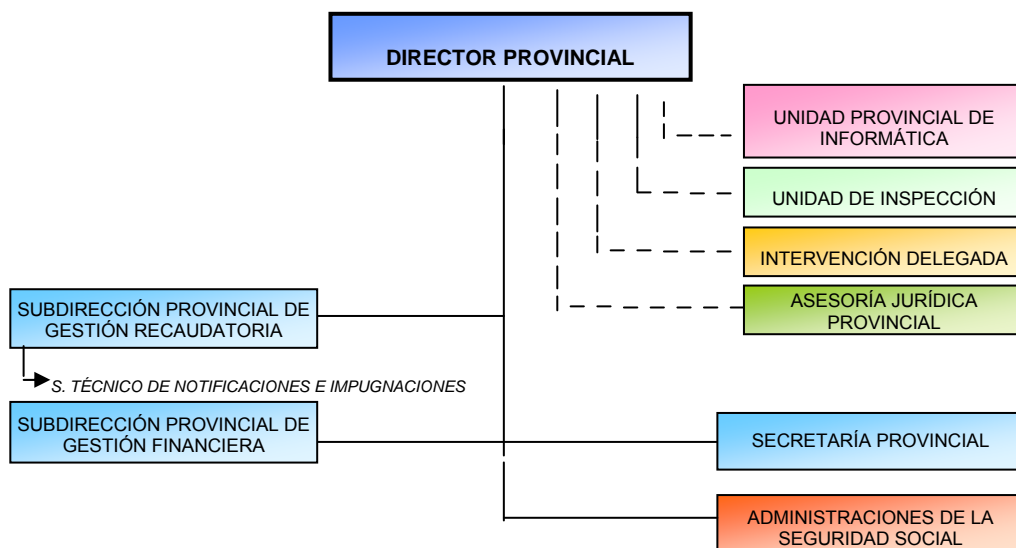 DIRECTOR PROVINCIAL
UNIDAD PROVINCIAL DE
INFORMÁTICA
UNIDAD DE INSPECCIÓN
INTERVENCIÓN DELEGADA
ASESORÍA JURÍDICA
PROVINCIAL
SUBDIRECCIÓN PROVINCIAL DE
GESTIÓN RECAUDATORIA
S. TÉCNICO DE NOTIFICACIONES E IMPUGNACIONES
SUBDIRECCIÓN PROVINCIAL DE
GESTIÓN FINANCIERA
SECRETARÍA PROVINCIAL
ADMINISTRACIONES DE LA
SEGURIDAD SOCIAL